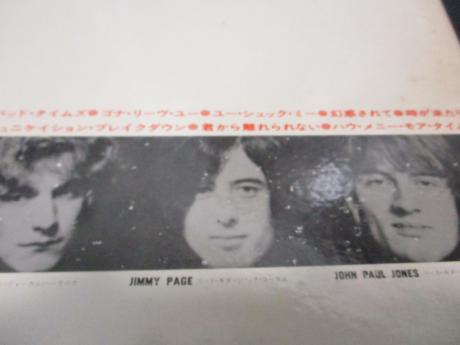 バッド・タイムズ●ゴナ・リーヴ・ユー●ユー・シュック・ミー●幻惑されて●時が来たり
ュニケイション・ブレイクダウン●君から離れられない●ハウ・メニー・モア・タイム
JIMMY PAGE JOHN PAUL JONES